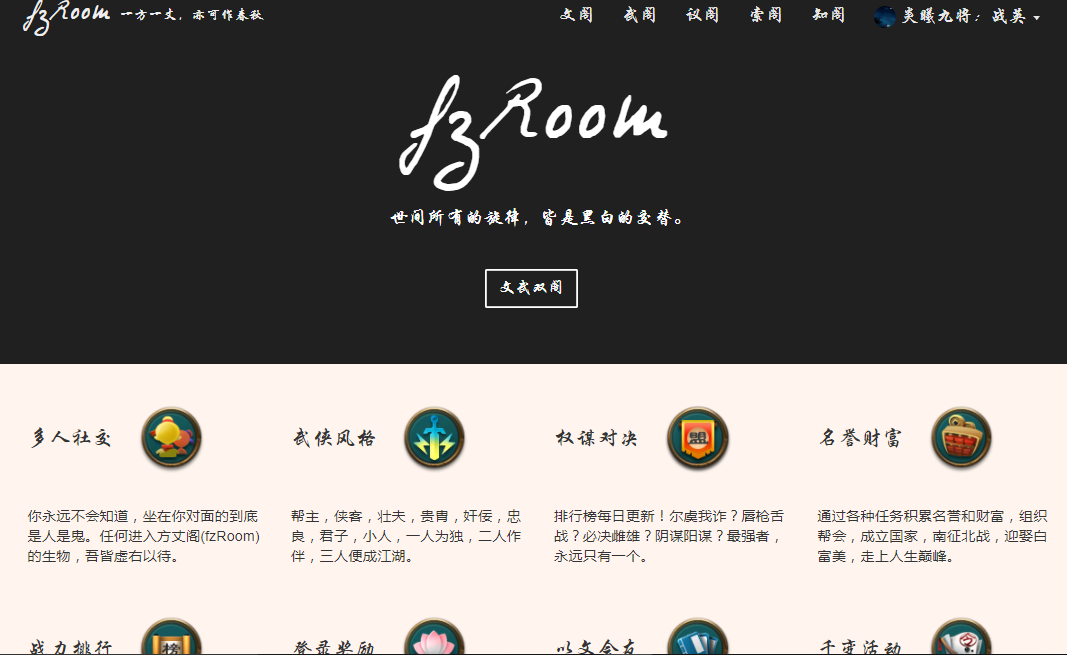 fzRoom 一方一丈，亦可作春秋 文阁 武阁 议阁 索阁 知阁 炎曦九将：战英
fzRoom
世间所有的旋律，皆是黑白的交替。
文武双阁
多人社交
武侠风格
权谋对决
盟
名誉财富
你永远不会知道，坐在你对面的到底
是人是鬼。任何进入方丈阁(fzRoom)
的生物，吾皆虚右以待。
帮主，侠客，壮夫，贵胄，奸佞，忠
良，君子，小人，一人为独，二人作
伴，三人便成江湖。
排行榜每日更新！尔虞我诈？唇枪舌
战？必决雌雄？阴谋阳谋？最强者，
永远只有一个。
通过各种任务积累名誉和财富，组织
帮会，成立国家，南征北战，迎娶白
富美，走上人生巅峰。
战力排行
榜
登录奖励
以文会友
千变活动